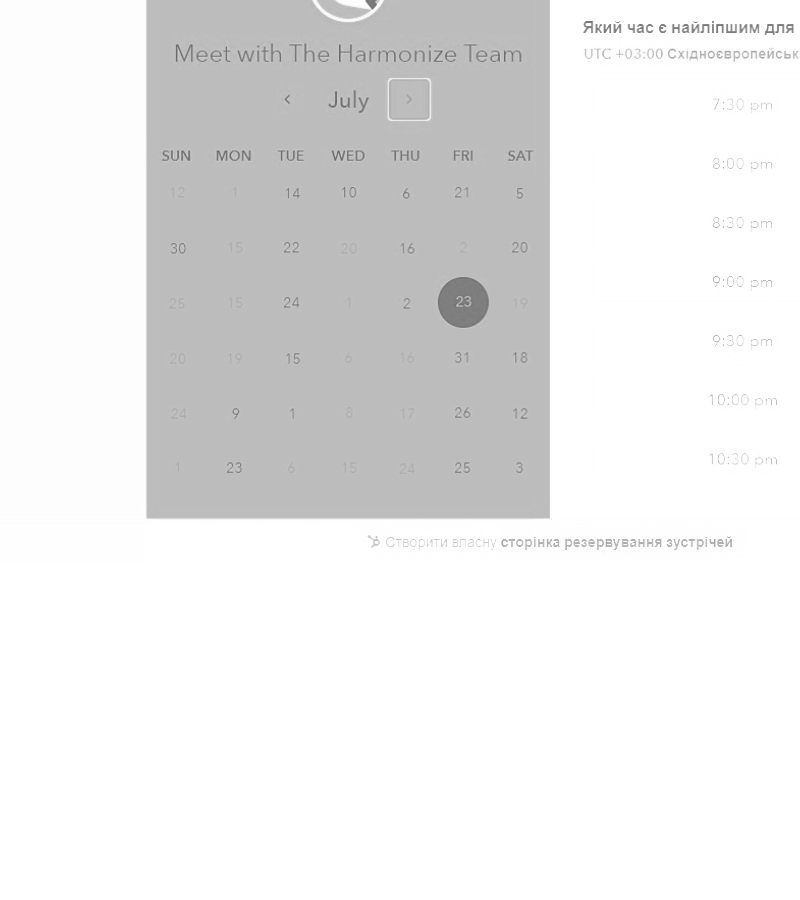 Meet with The Harmonize Team
July
SUN MON TUE WED THU FRI SAT
12 1 14 10 6 21 5
30 15 22 20 16 2 20
25 15 24 1 2 23 19
20 19 15 6 16 31 18
24 9 1 8 17 26 12
1 23 6 15 24 25 3
Який час є найліпшим для
UTC +03:00 Східноєвропейськ
7:30 pm
8:00 pm
8:30 pm
9:00 pm
9:30 pm
10:00 pm
10:30 pm
Створити власну сторінка резервування зустрічей